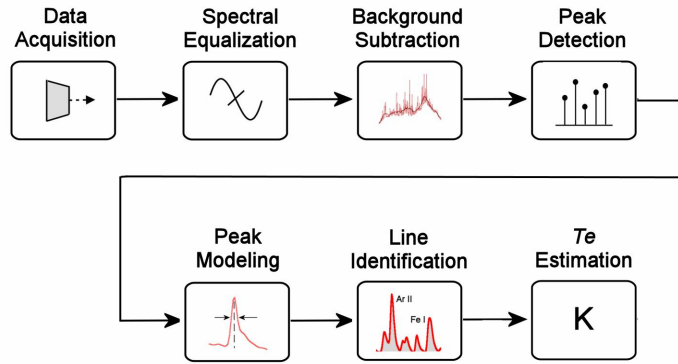 Data
Acquisition
Spectral
Equalization
Background
Subtraction
Peak
Detection
Peak
Modeling
Line
Identification
Ar II
Fe I
Te
Estimation
K